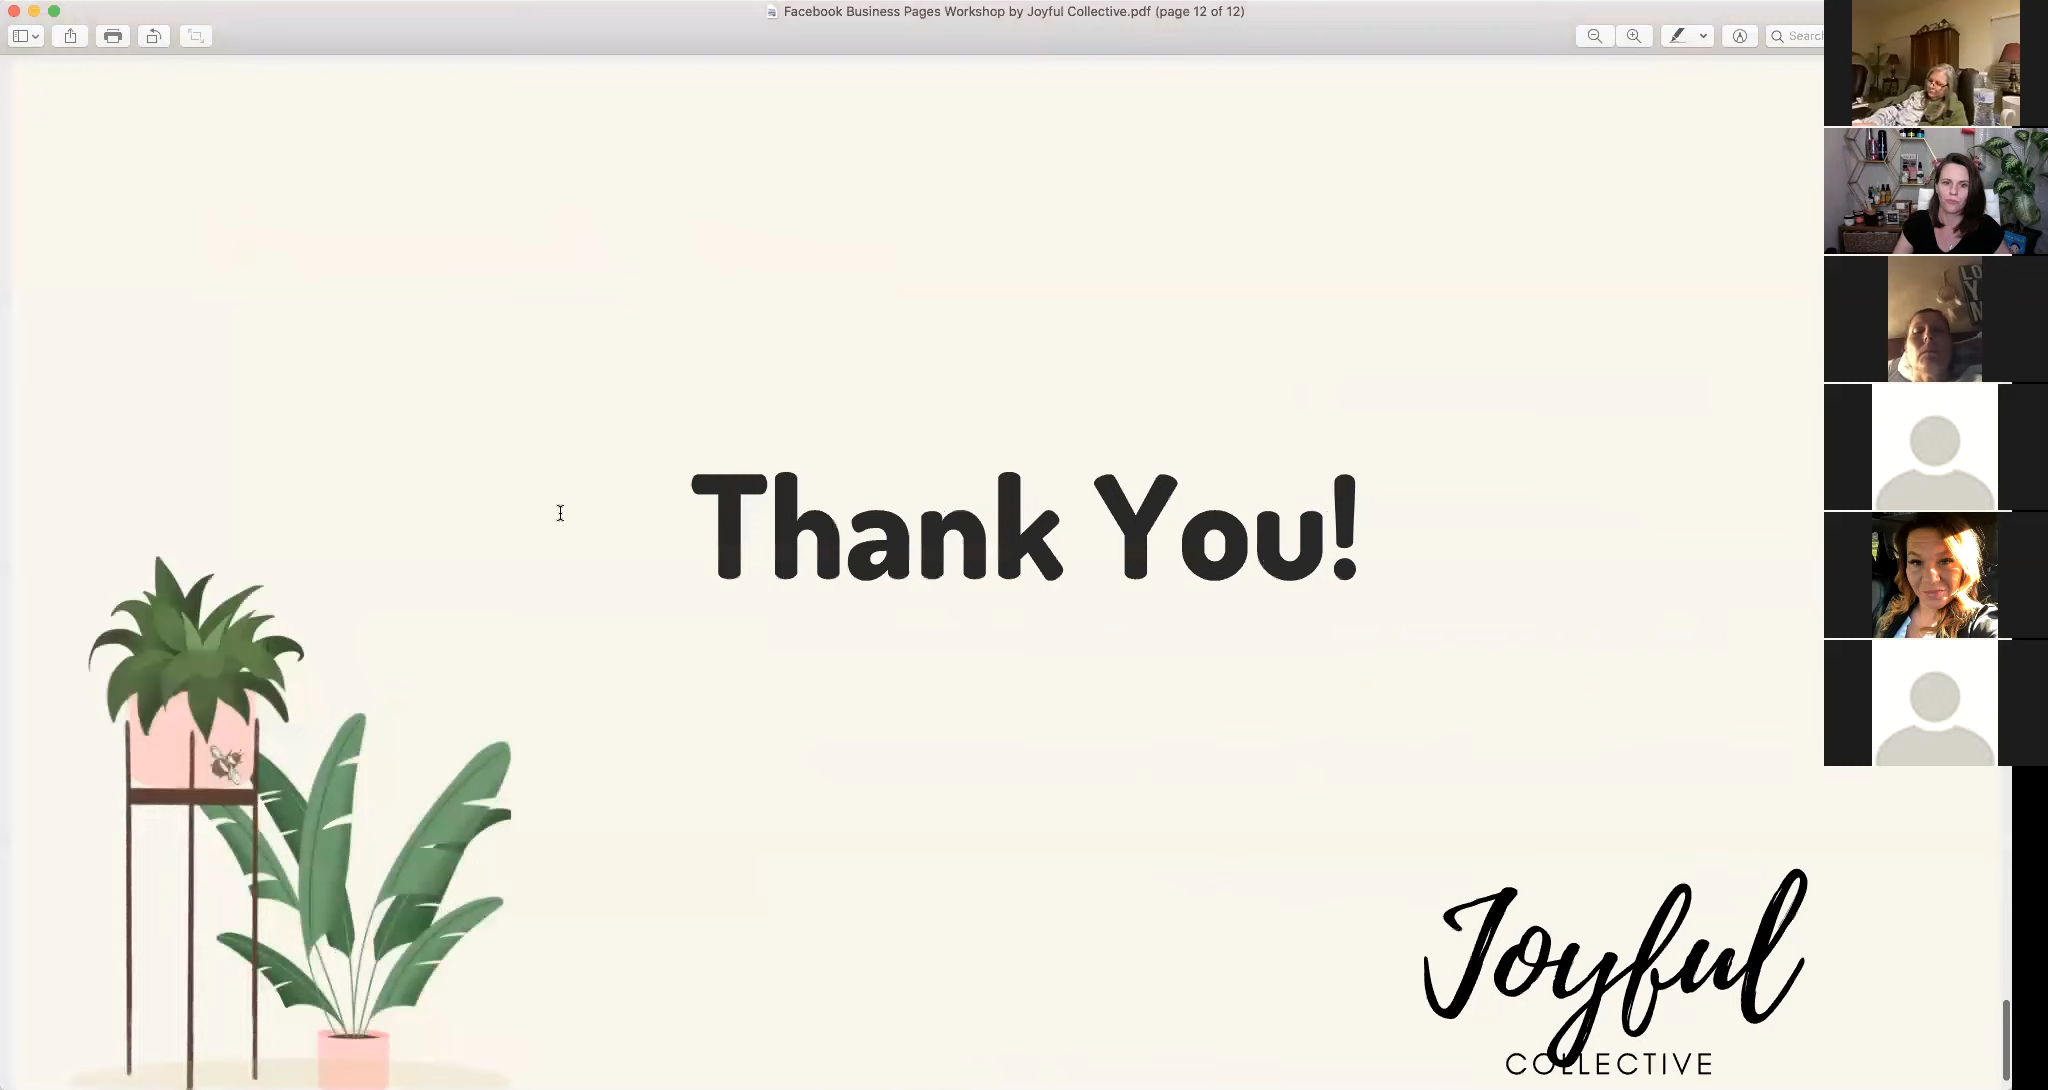 Facebook Business Pages Workshop by Joyful Collective.pdf (page 12 of 12)
Search
Thank You!
Joyful
COLLECTIVE